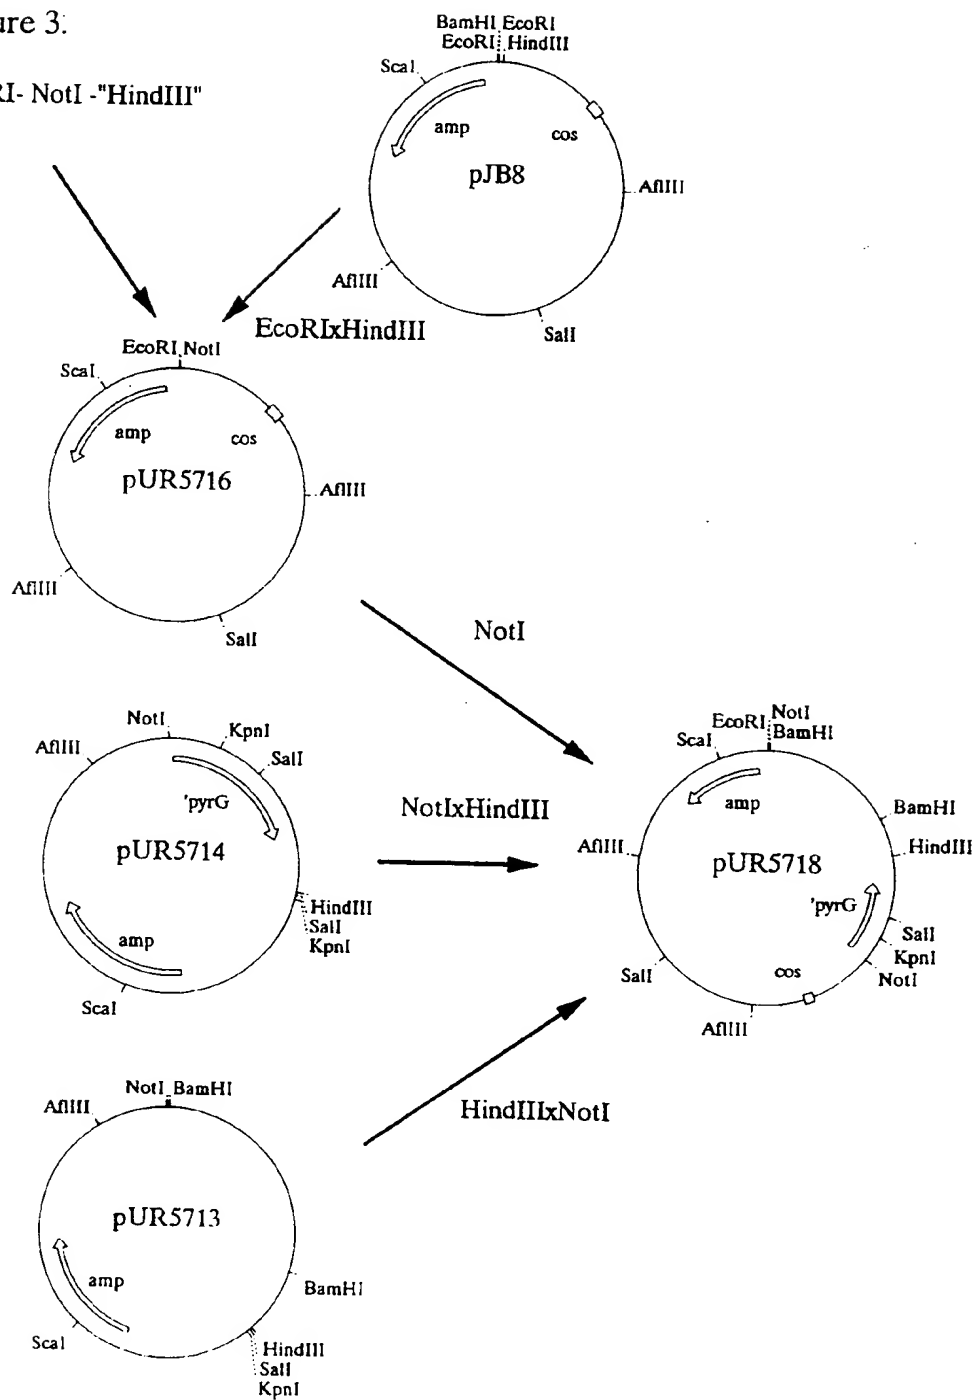 ure 3.
RI- NotI -"HindIII"
BamHI EcoRI
EcoRI HindIII
ScaI
amp
cos
pJB8
AflIII
AflIII
SalI
EcoRIxHindIII
EcoRI NotI
ScaI
amp
cos
pUR5716
AflIII
AflIII
SalI
NotI
NotI
KpnI
AflIII
SalI
'pyrG
pUR5714
HindIII
SalI
KpnI
amp
ScaI
NotIxHindIII
NotI
EcoRI
BamHI
ScaI
amp
BamHI
AflIII
HindIII
pUR5718
'pyrG
SalI
KpnI
NotI
SalI
cos
AflIII
NotI BamHI
AflIII
pUR5713
amp
BamHI
ScaI
HindIII
SalI
KpnI
HindIIIxNotI